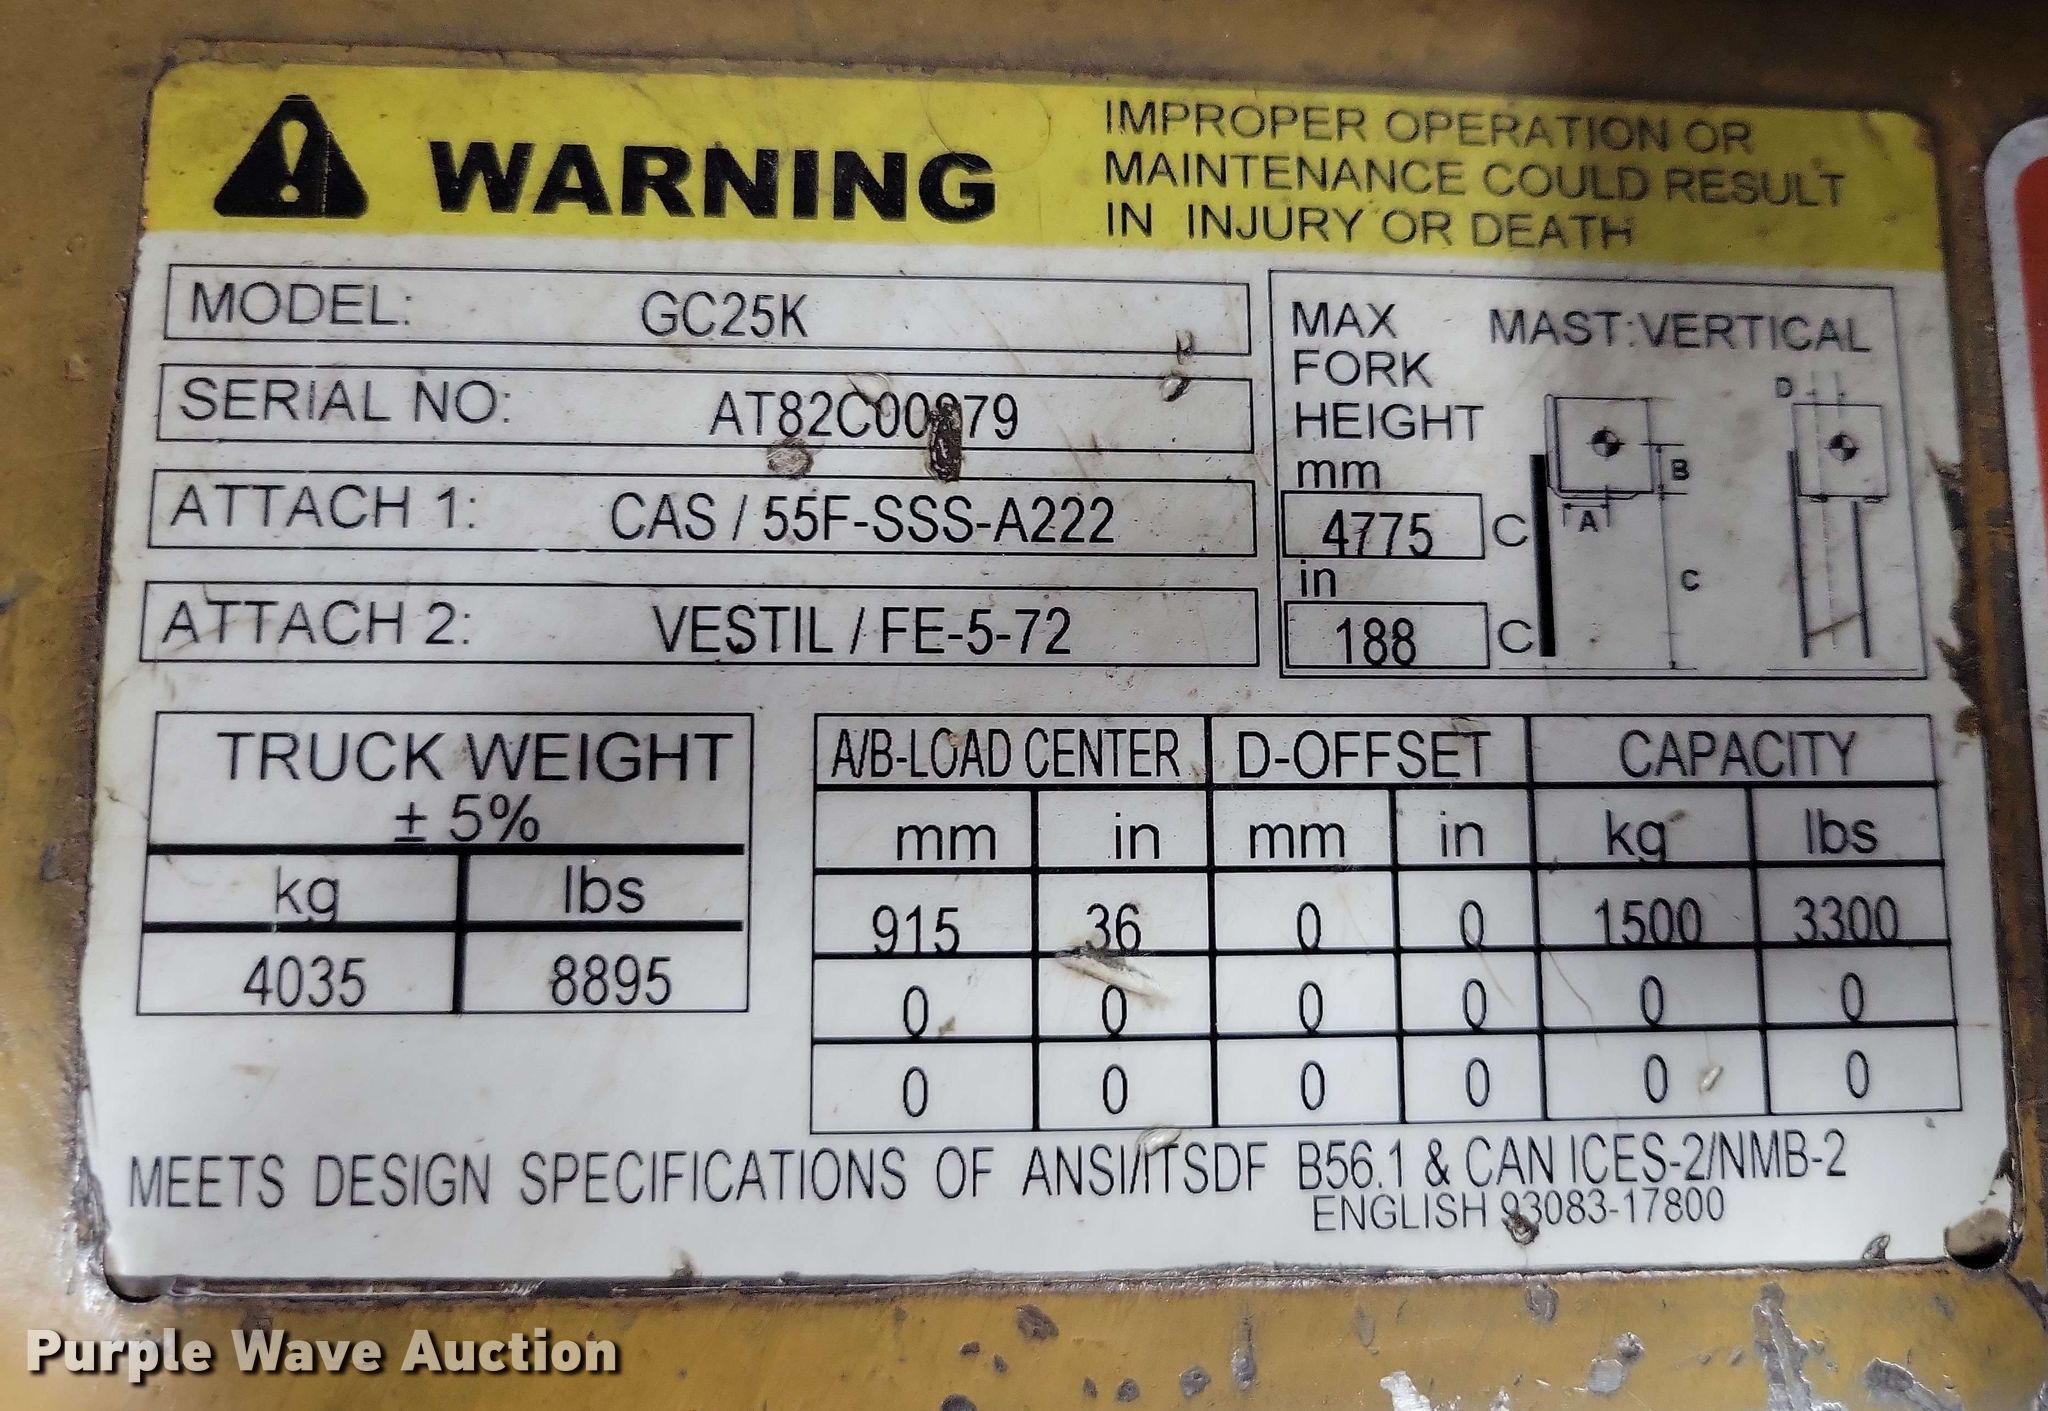 WARNING
IMPROPER OPERATION OR
MAINTENANCE COULD RESULT
IN INJURY OR DEATH
MODEL: GC25K
SERIAL NO:
ATTACH 1: CAS / 55F-SSS-A222
ATTACH 2: VESTIL / FE-5-72
MAX
FORK
HEIGHT
mm
4775 C
in
188 C
MAST:VERTICAL
D
B
A
C
TRUCK WEIGHT
± 5%
kg lbs
4035 8895
A/B-LOAD CENTER D-OFFSET CAPACITY
mm in mm in kg lbs
915 36 0 0 1500 3300
0 0 0 0 0 0
0 0 0 0 0 0
MEETS DESIGN SPECIFICATIONS OF ANSI/ITSDF B56.1 & CAN ICES-2/NMB-2
ENGLISH 93083-17800
Purple Wave Auction